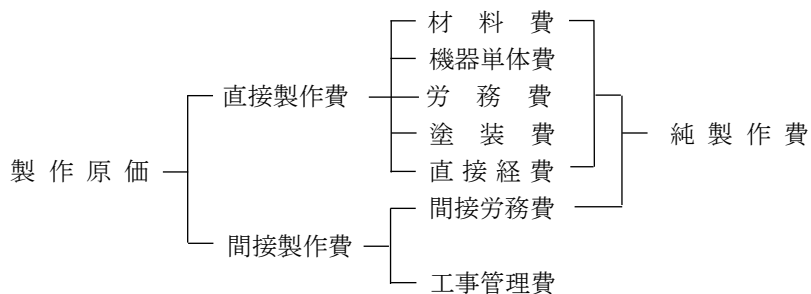 材料費
機器単体費
直接製作費
労務費
塗装費
純製作費
製作原価
直接経費
間接労務費
間接製作費
工事管理費